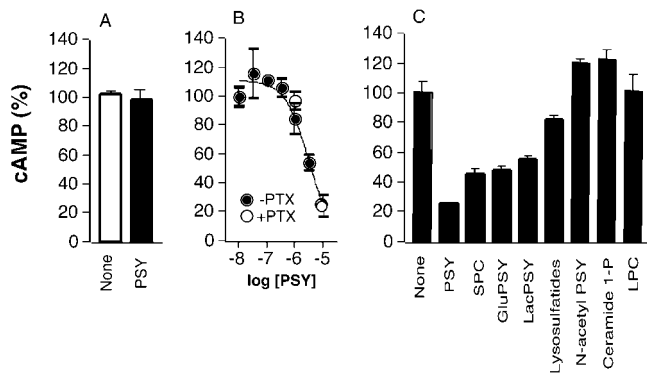 A
B
C
cAMP (%)
140
120
100
80
60
40
20
0
None
PSY
140
120
100
80
60
40
20
0
-PTX
+PTX
-8 -7 -6 -5
log [PSY]
140
120
100
80
60
40
20
0
None
PSY
SPC
GluPSY
LacPSY
Lysosulfatides
N-acetyl PSY
Ceramide 1-P
LPC